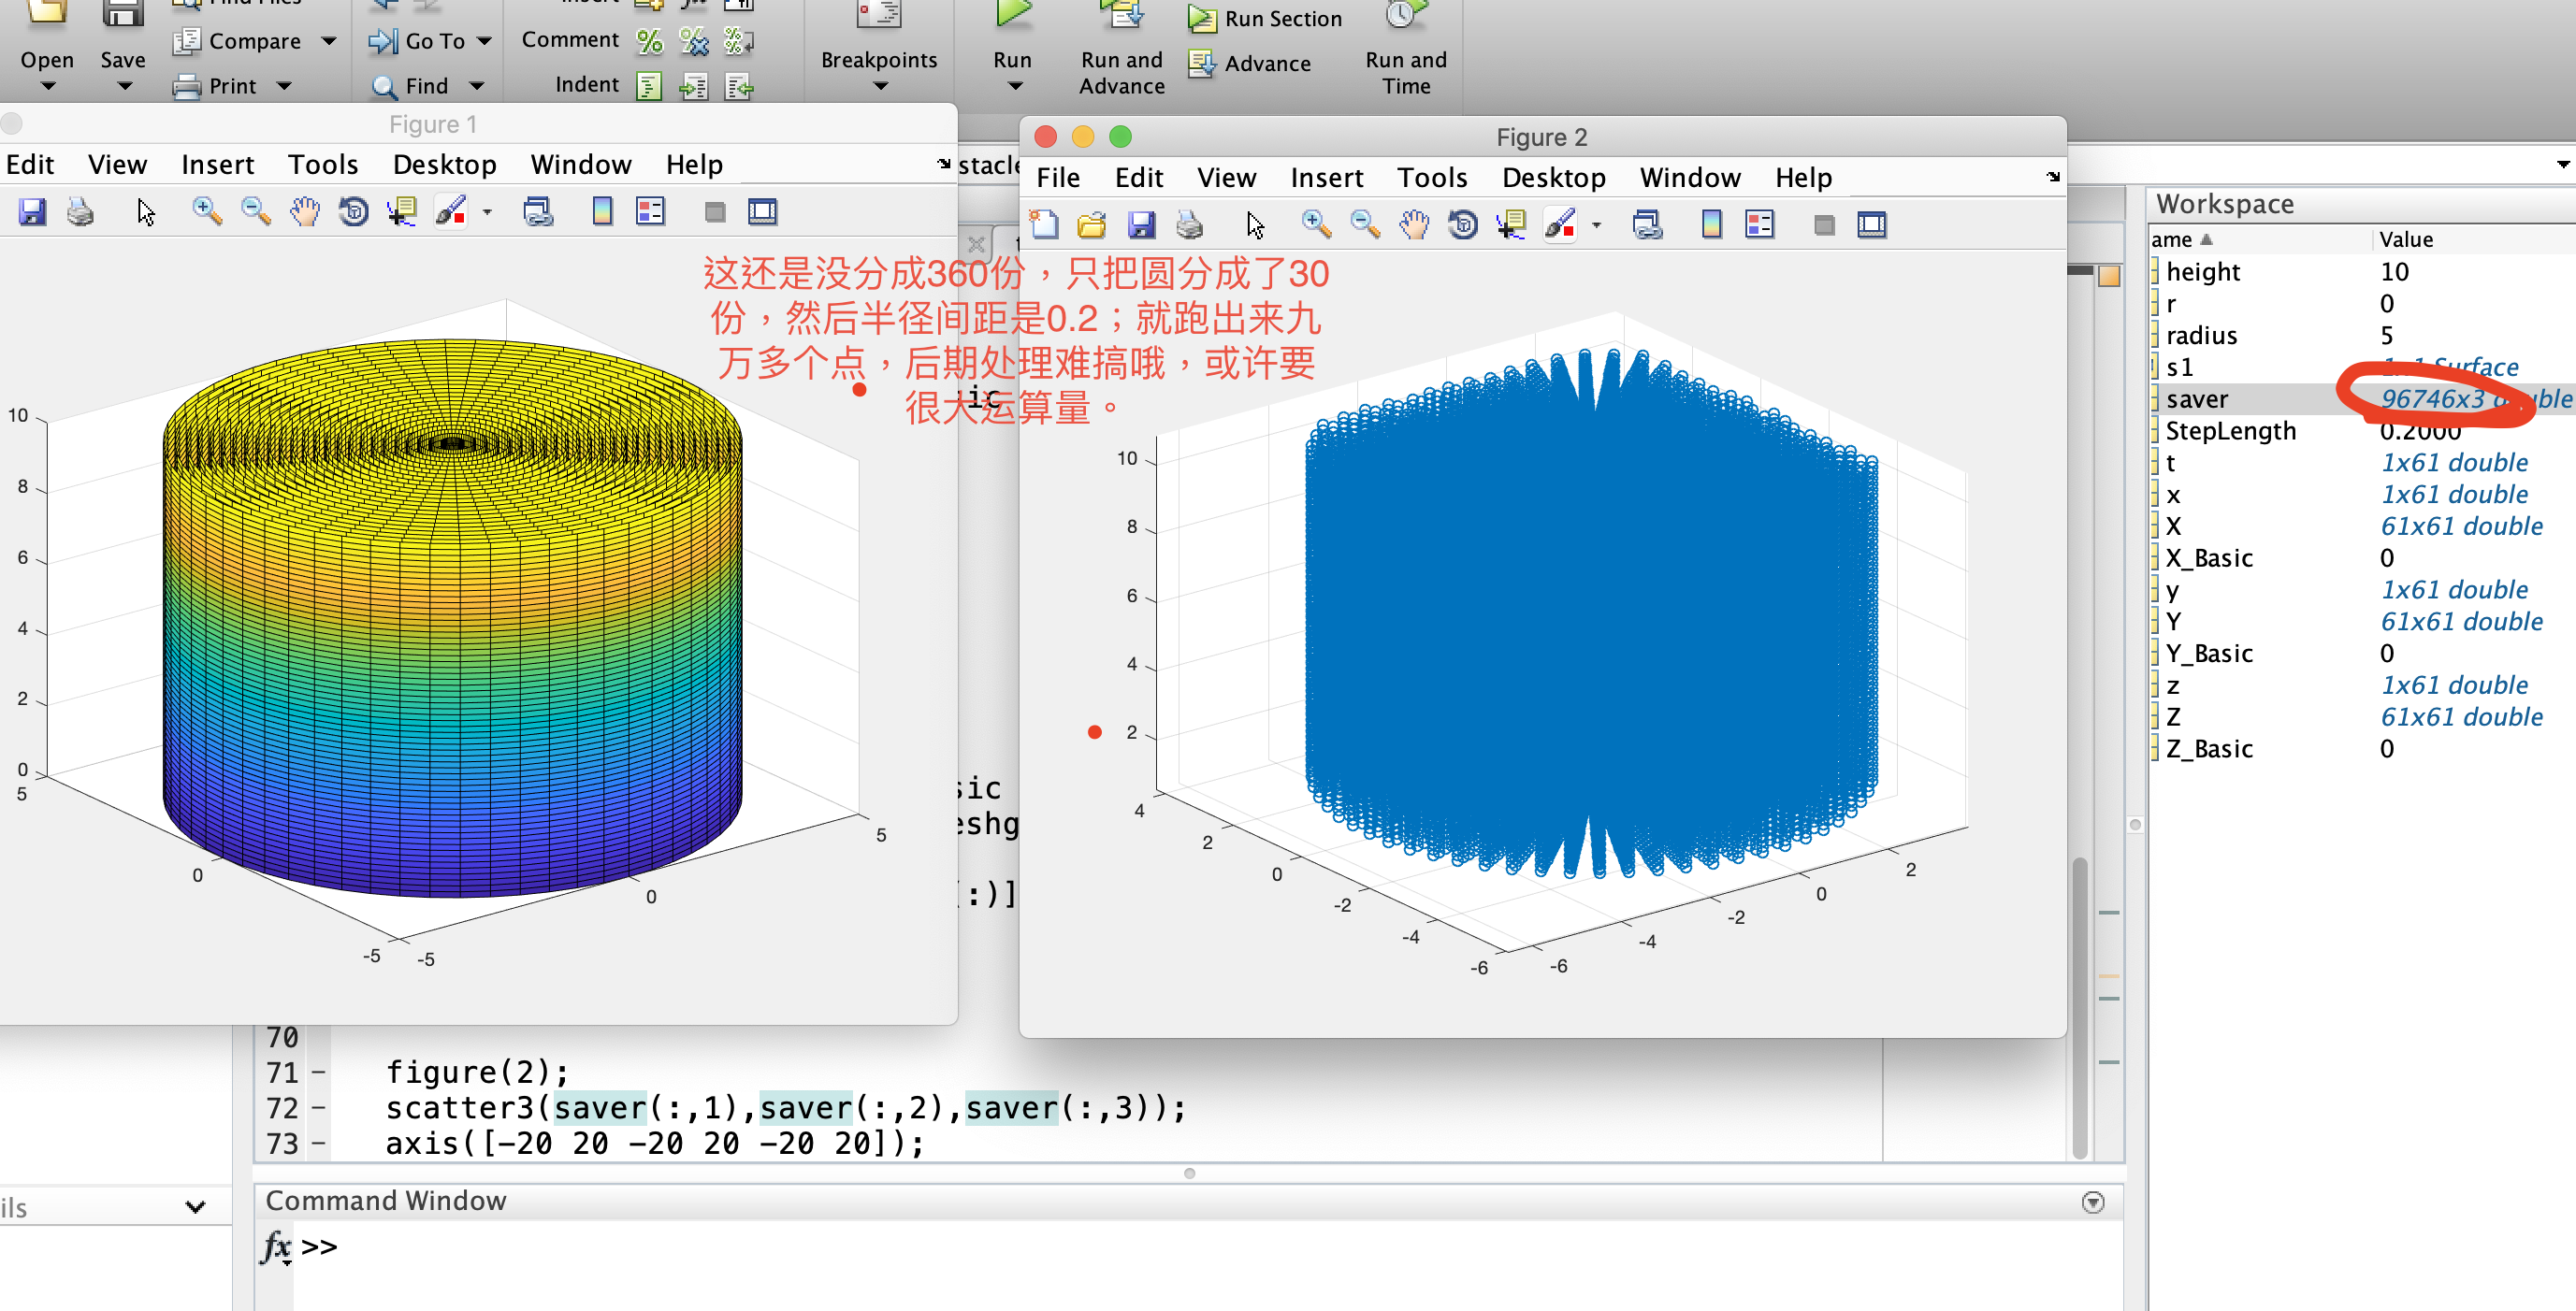 Find Files
Insert
Compare
Go To
Comment
Open
Save
Print
Find
Indent
Breakpoints
Run
Run and
Advance
Run Section
Advance
Run and
Time
Figure 1
Edit View Insert Tools Desktop Window Help
10
8
6
4
2
0
5
0
-5
-5
0
5
这还是没分成360份，只把圆分成了30
份，然后半径间距是0.2；就跑出来九
万多个点，后期处理难搞哦，或许要
很大运算量。
stacle
Figure 2
File Edit View Insert Tools Desktop Window Help
10
8
6
4
2
4
2
0
-2
-4
-6
-6
-4
-2
0
2
ic
sic
eshg
(:)]
70
71 – figure(2);
72 – scatter3(saver(:,1),saver(:,2),saver(:,3));
73 – axis([-20 20 -20 20 -20 20]);
ils
Command Window
fx >>
Workspace
ame Value
height 10
r 0
radius 5
s1 1x1 Surface
saver 96746x3 double
StepLength 0.2000
t 1x61 double
x 1x61 double
X 61x61 double
X_Basic 0
y 1x61 double
Y 61x61 double
Y_Basic 0
z 1x61 double
Z 61x61 double
Z_Basic 0